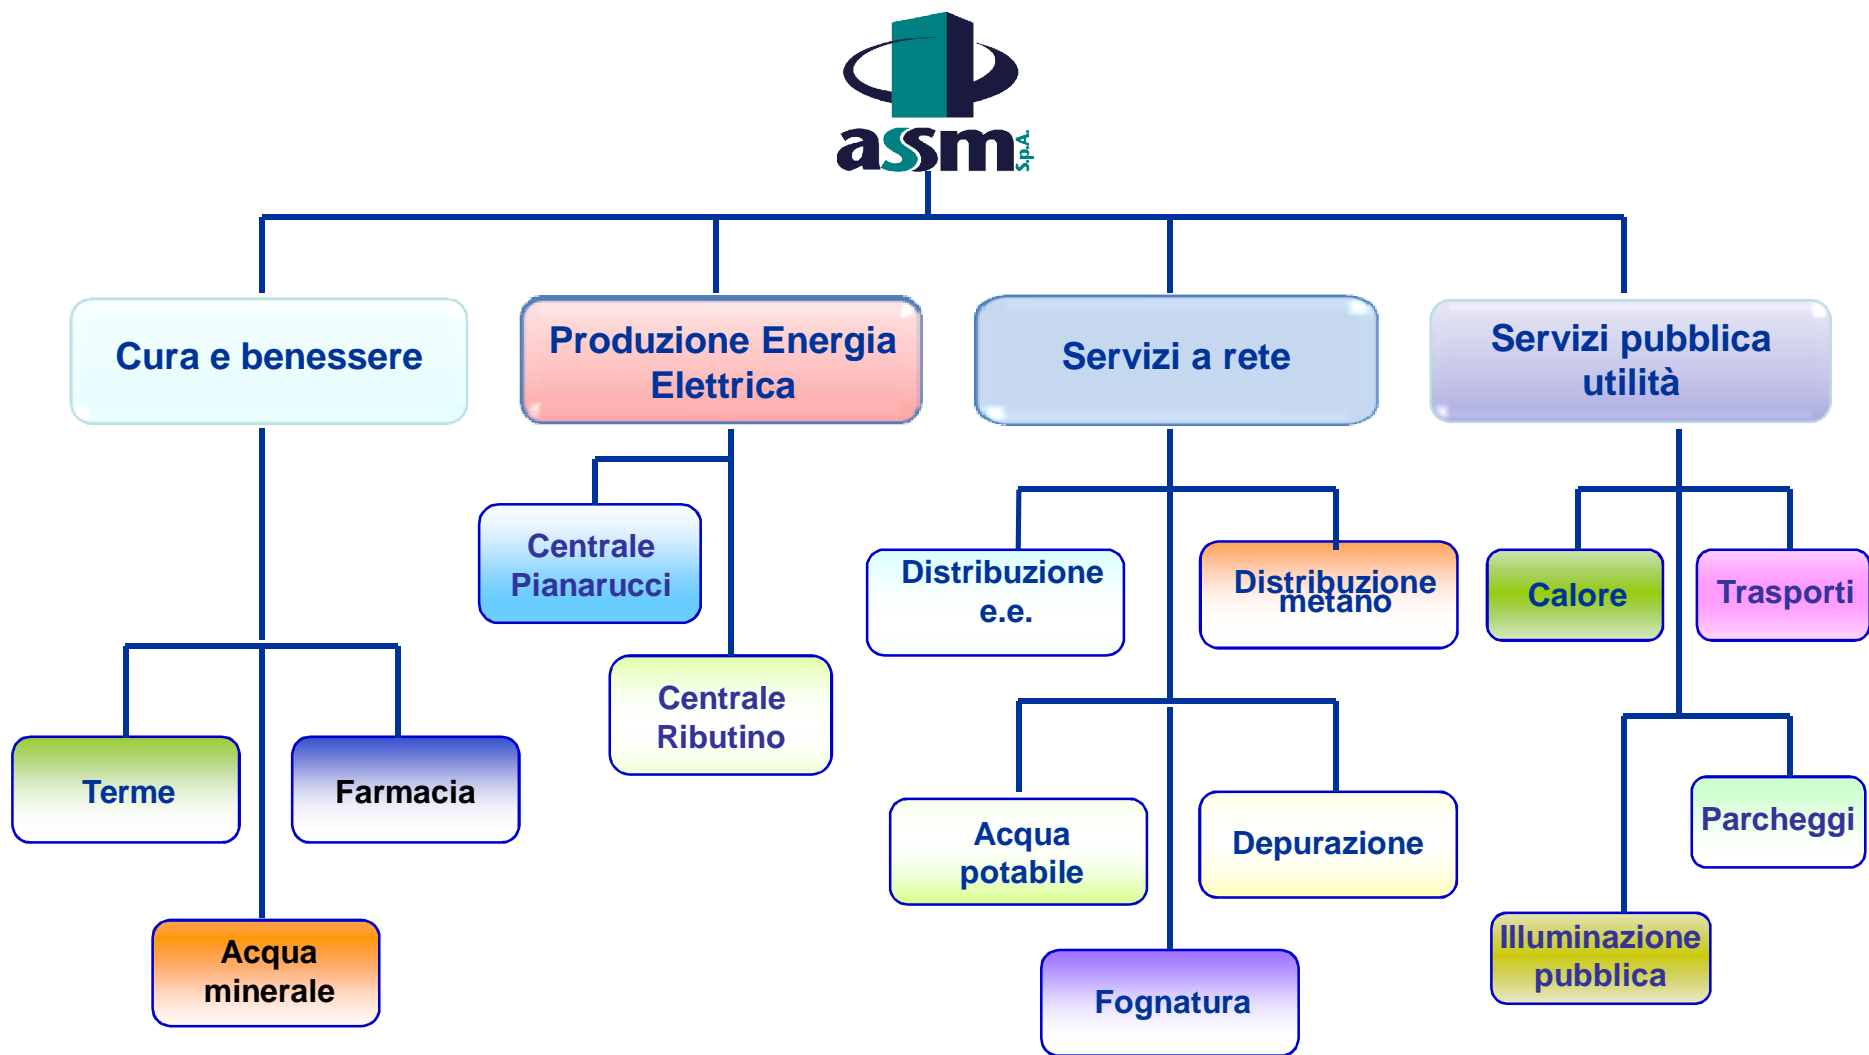 assm S.p.A.
Cura e benessere
Produzione Energia
Elettrica
Servizi a rete
Servizi pubblica
utilità
Centrale
Pianarucci
Centrale
Ributino
Distribuzione
e.e.
Distribuzione
metano
Calore
Trasporti
Terme
Farmacia
Acqua
minerale
Acqua
potabile
Depurazione
Fognatura
Parcheggi
Illuminazione
pubblica